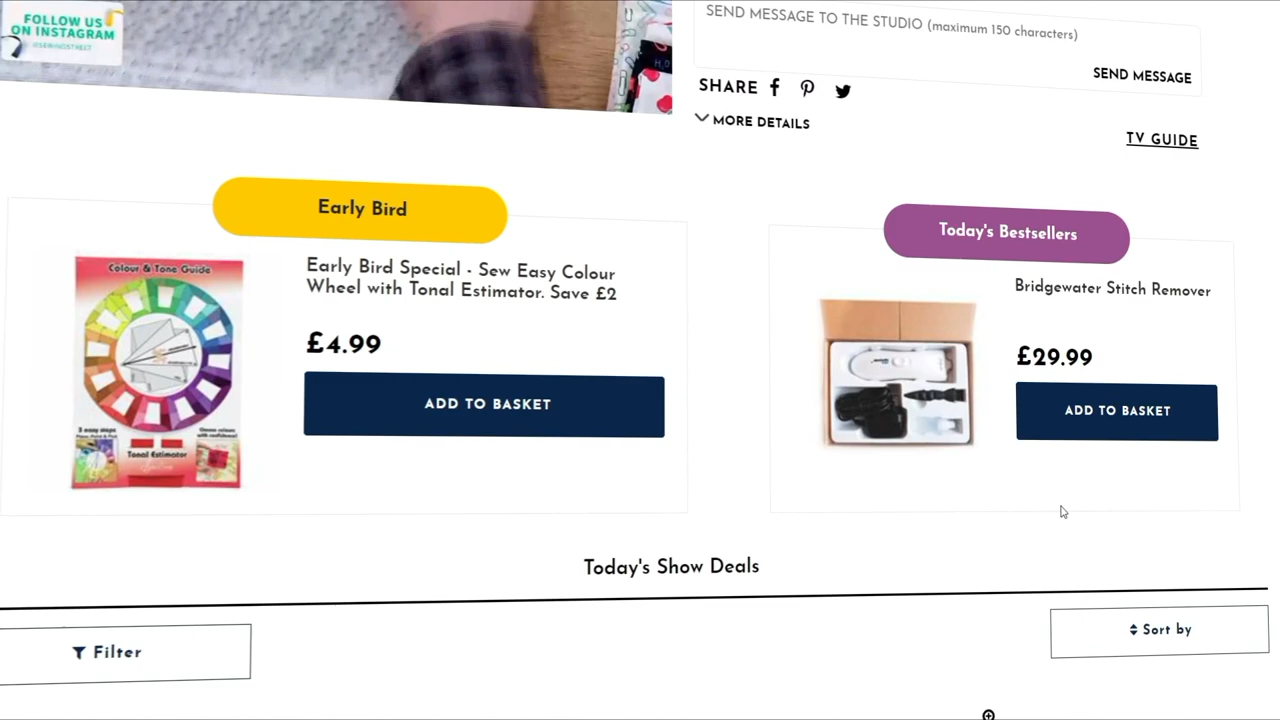 FOLLOW US
ON INSTAGRAM
@SEWINGSTREET
SEND MESSAGE TO THE STUDIO (maximum 150 characters)
SEND MESSAGE
SHARE
MORE DETAILS
TV GUIDE
Early Bird
Today's Bestsellers
Colour & Tone Guide
Early Bird Special - Sew Easy Colour
Wheel with Tonal Estimator. Save £2
£4.99
ADD TO BASKET
3 easy steps
Tonal Estimator
Bridgewater Stitch Remover
£29.99
ADD TO BASKET
Today's Show Deals
Filter
Sort by